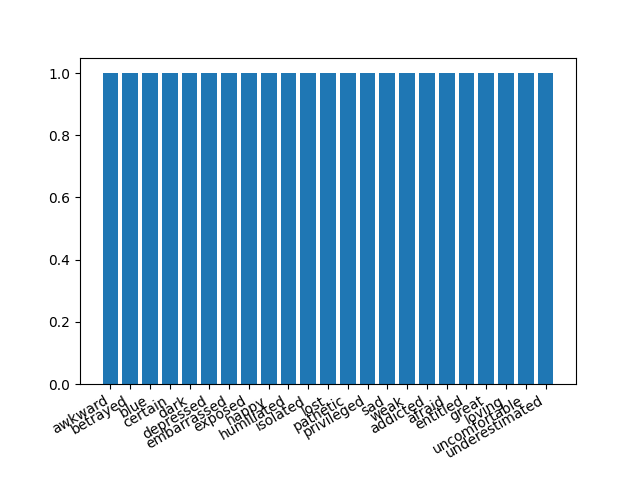 1.0
0.8
0.6
0.4
0.2
0.0
awkward
betrayed
blue
certain
dark
depressed
embarrassed
exposed
happy
humiliated
isolated
lost
pathetic
privileged
sad
weak
addicted
afraid
entitled
great
loving
uncomfortable
underestimated